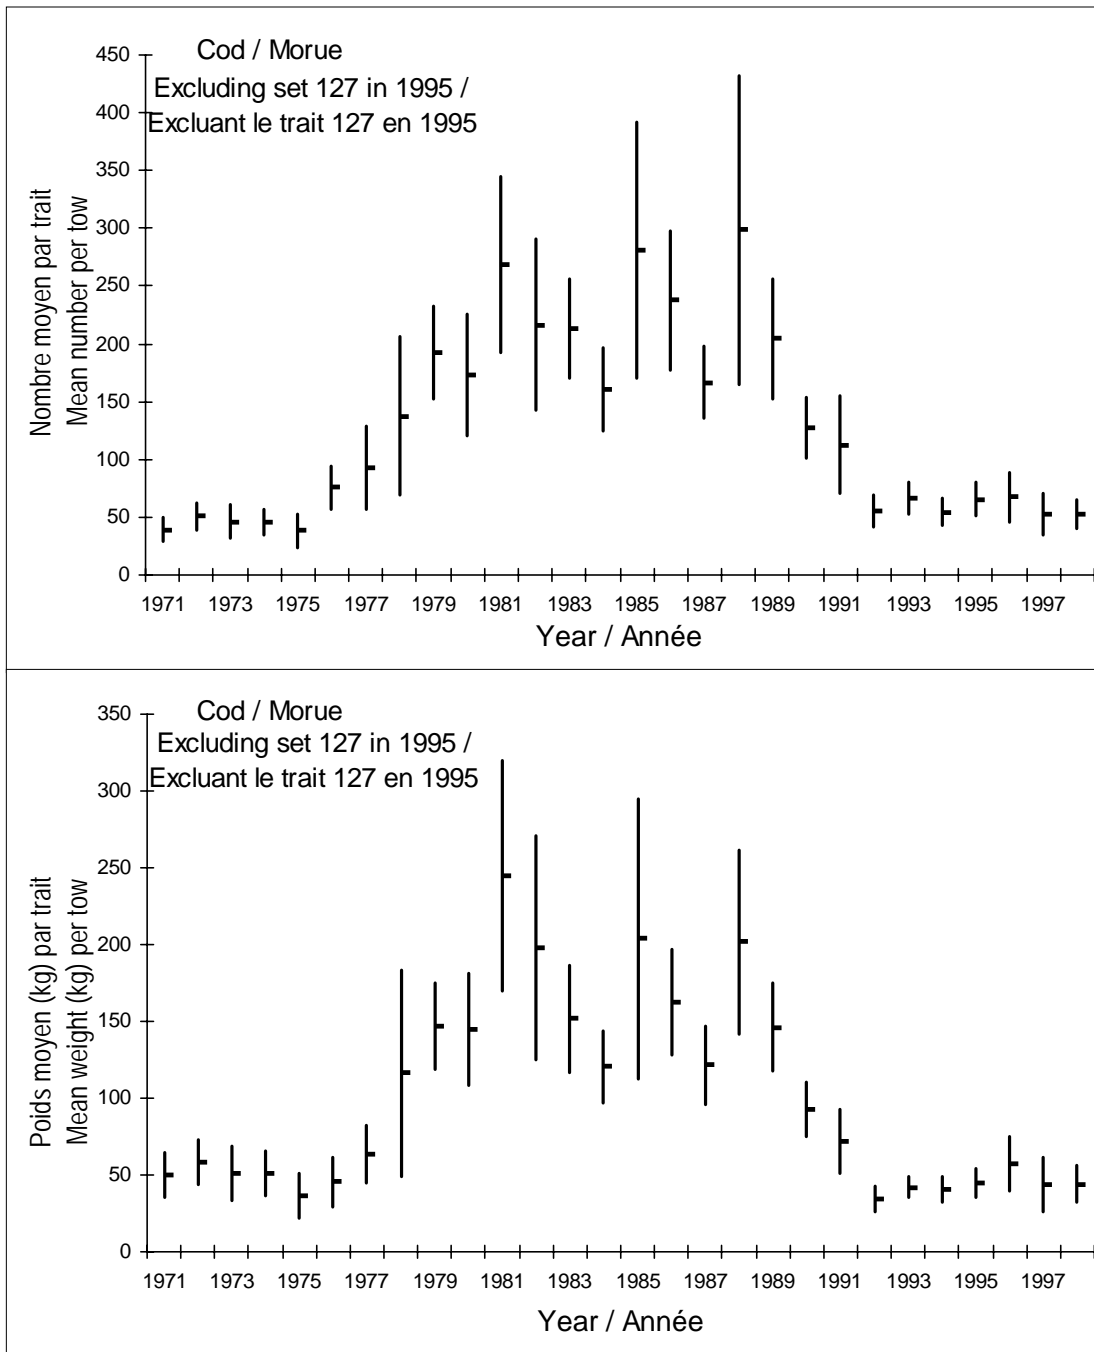 Cod / Morue
Excluding set 127 in 1995 /
Excluant le trait 127 en 1995
Nombre moyen par trait
Mean number per tow
450
400
350
300
250
200
150
100
50
0
1971 1973 1975 1977 1979 1981 1983 1985 1987 1989 1991 1993 1995 1997
Year / Année
Cod / Morue
Excluding set 127 in 1995 /
Excluant le trait 127 en 1995
Poids moyen (kg) par trait
Mean weight (kg) per tow
350
300
250
200
150
100
50
0
1971 1973 1975 1977 1979 1981 1983 1985 1987 1989 1991 1993 1995 1997
Year / Année